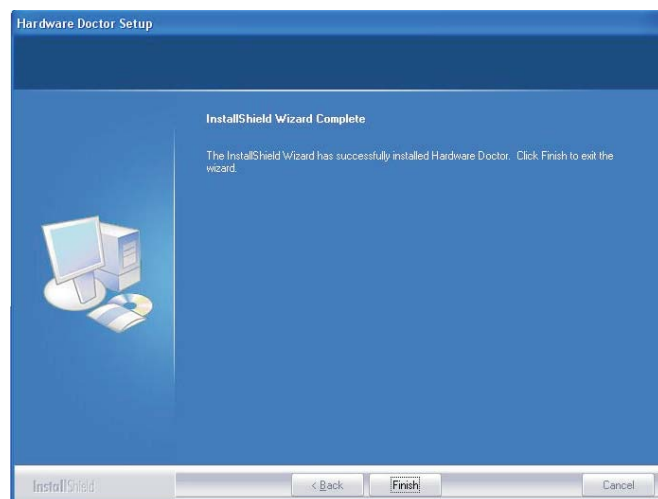 Hardware Doctor Setup
InstallShield Wizard Complete
The InstallShield Wizard has successfully installed Hardware Doctor. Click Finish to exit the
wizard.
InstallShield
< Back Finish Cancel